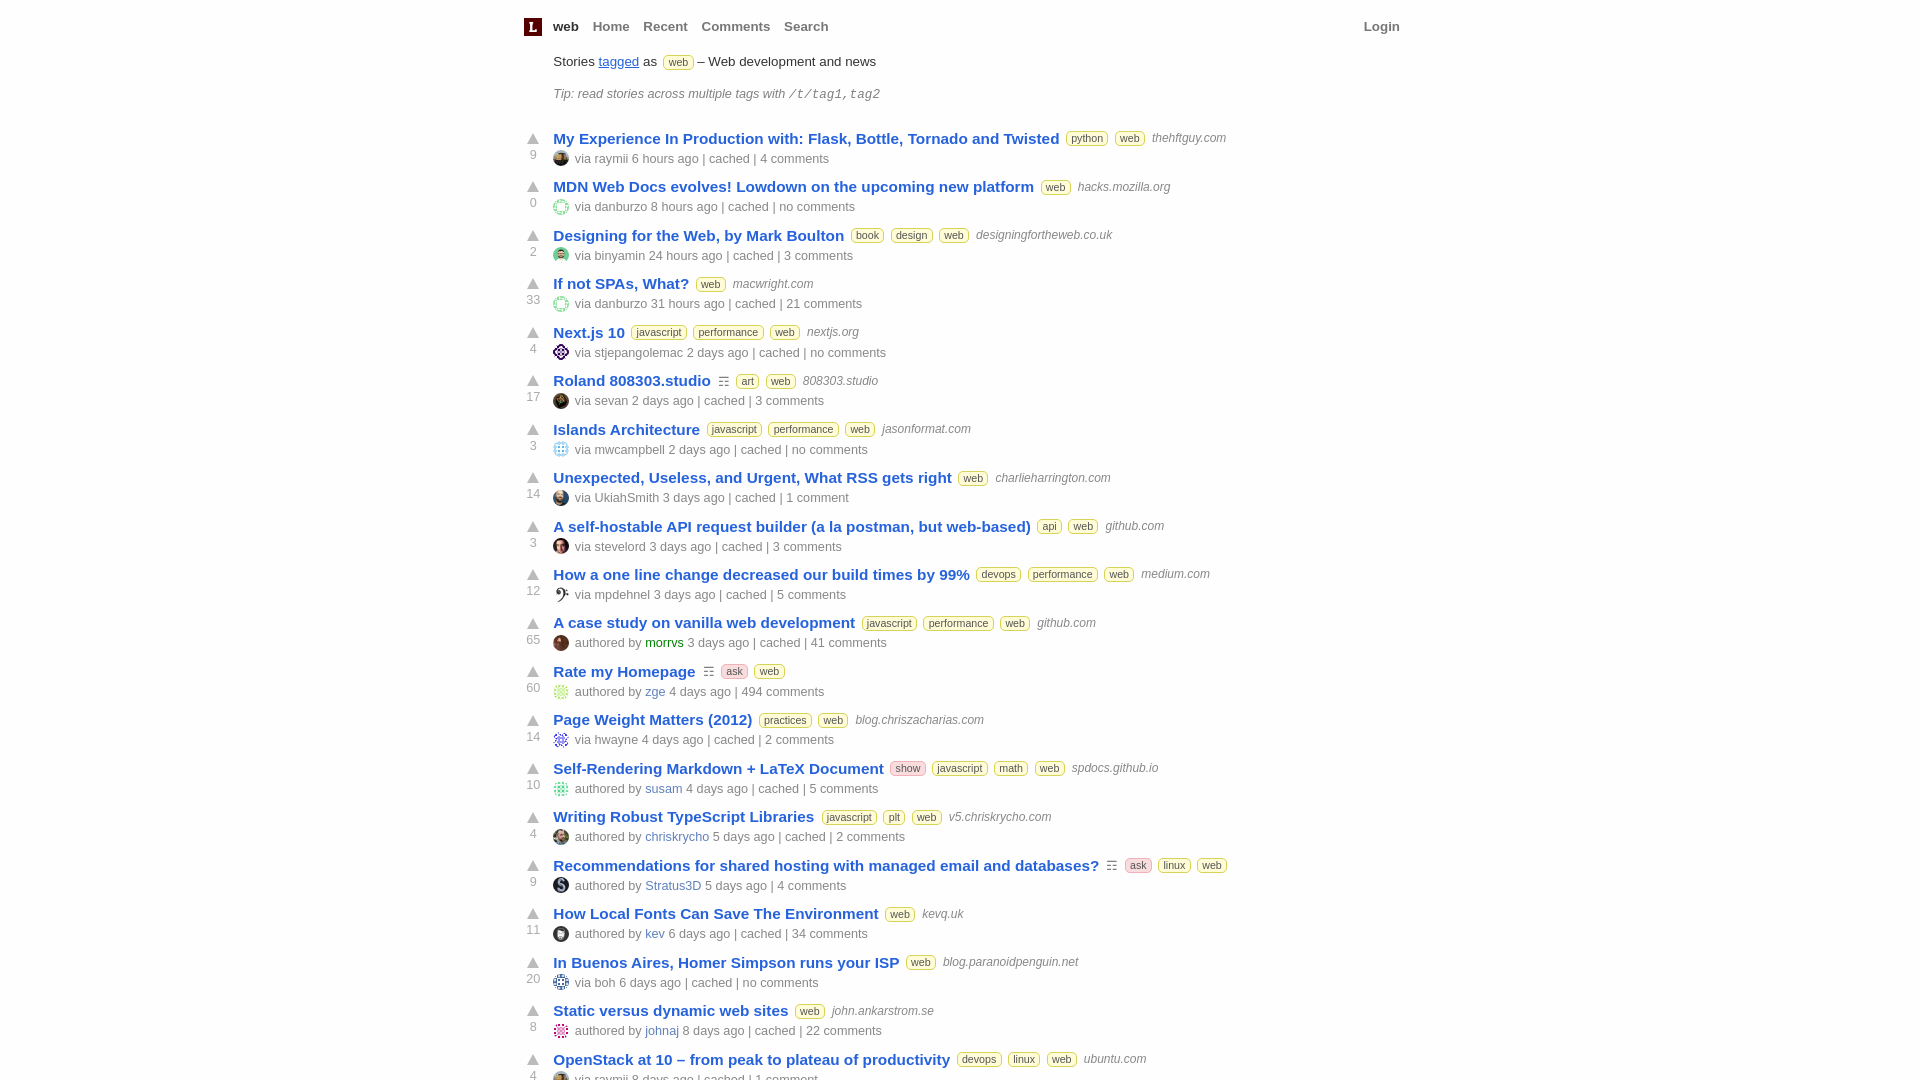 L web Home Recent Comments Search Login
Stories tagged as web – Web development and news
Tip: read stories across multiple tags with /t/tag1,tag2
My Experience In Production with: Flask, Bottle, Tornado and Twisted python web thehftguy.com
9 via raymii 6 hours ago | cached | 4 comments
MDN Web Docs evolves! Lowdown on the upcoming new platform web hacks.mozilla.org
0 via danburzo 8 hours ago | cached | no comments
Designing for the Web, by Mark Boulton book design web designingfortheweb.co.uk
2 via binyamin 24 hours ago | cached | 3 comments
If not SPAs, What? web macwright.com
33 via danburzo 31 hours ago | cached | 21 comments
Next.js 10 javascript performance web nextjs.org
4 via stjepangolemac 2 days ago | cached | no comments
Roland 808303.studio ☶ art web 808303.studio
17 via sevan 2 days ago | cached | 3 comments
Islands Architecture javascript performance web jasonformat.com
3 via mwcampbell 2 days ago | cached | no comments
Unexpected, Useless, and Urgent, What RSS gets right web charlieharrington.com
14 via UkiahSmith 3 days ago | cached | 1 comment
A self-hostable API request builder (a la postman, but web-based) api web github.com
3 via stevelord 3 days ago | cached | 3 comments
How a one line change decreased our build times by 99% devops performance web medium.com
12 via mpdehnel 3 days ago | cached | 5 comments
A case study on vanilla web development javascript performance web github.com
65 authored by morrvs 3 days ago | cached | 41 comments
Rate my Homepage ☶ ask web
60 authored by zge 4 days ago | 494 comments
Page Weight Matters (2012) practices web blog.chriszacharias.com
14 via hwayne 4 days ago | cached | 2 comments
Self-Rendering Markdown + LaTeX Document show javascript math web spdocs.github.io
10 authored by susam 4 days ago | cached | 5 comments
Writing Robust TypeScript Libraries javascript plt web v5.chriskrycho.com
4 authored by chriskrycho 5 days ago | cached | 2 comments
Recommendations for shared hosting with managed email and databases? ☶ ask linux web
9 authored by Stratus3D 5 days ago | 4 comments
How Local Fonts Can Save The Environment web kevq.uk
11 authored by kev 6 days ago | cached | 34 comments
In Buenos Aires, Homer Simpson runs your ISP web blog.paranoidpenguin.net
20 via boh 6 days ago | cached | no comments
Static versus dynamic web sites web john.ankarstrom.se
8 authored by johnaj 8 days ago | cached | 22 comments
OpenStack at 10 – from peak to plateau of productivity devops linux web ubuntu.com
4 via raymii 8 days ago | cached | 1 comment